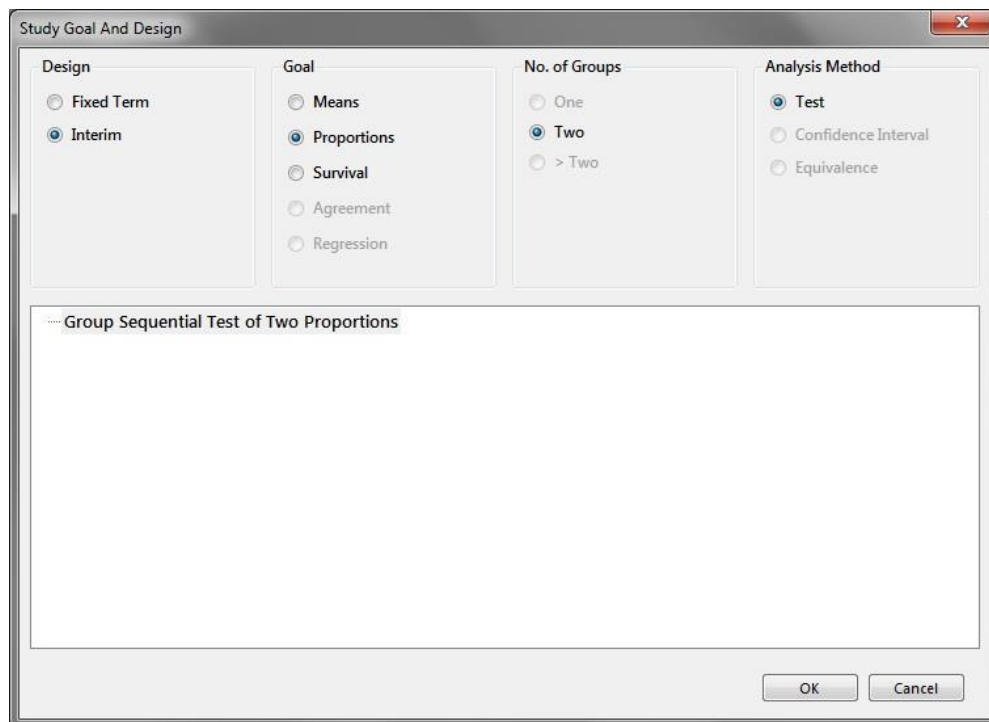 Study Goal And Design
Design
Fixed Term
Interim
Goal
Means
Proportions
Survival
Agreement
Regression
No. of Groups
One
Two
> Two
Analysis Method
Test
Confidence Interval
Equivalence
Group Sequential Test of Two Proportions
OK
Cancel